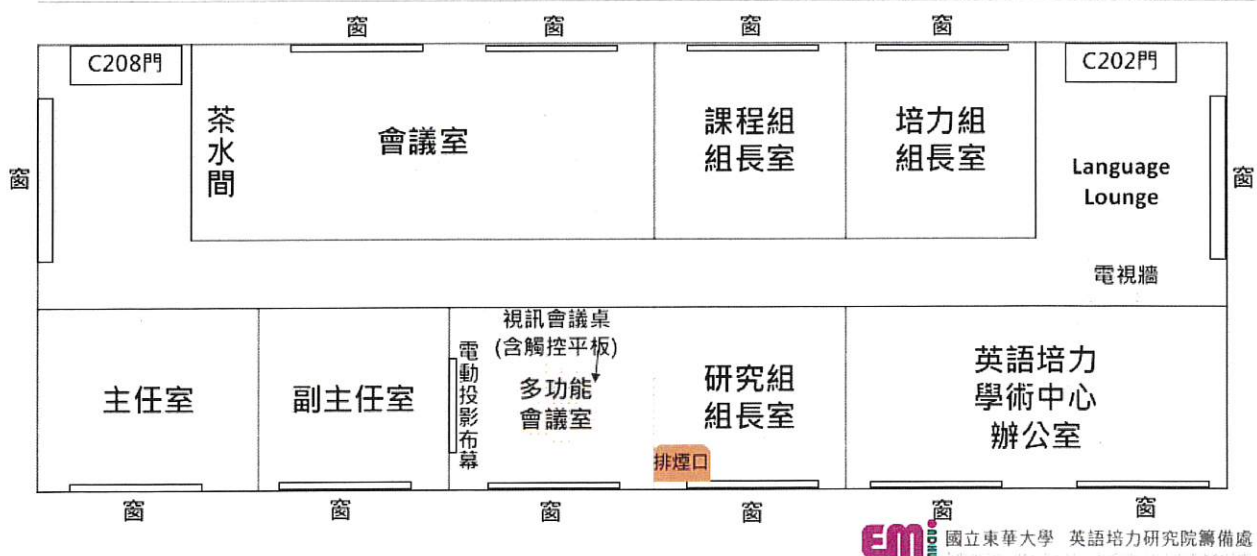 窗
窗
窗
窗
C208門
C202門
茶水間
會議室
課程組
組長室
培力組
組長室
Language
Lounge
窗
窗
電視牆
視訊會議桌
(含觸控平板)
主任室
副主任室
電動投影布幕
多功能
會議室
研究組
組長室
英語培力
學術中心
辦公室
排煙口
窗
窗
窗
窗
窗
窗
EMI
NDHU
國立東華大學 英語培力研究院籌備處